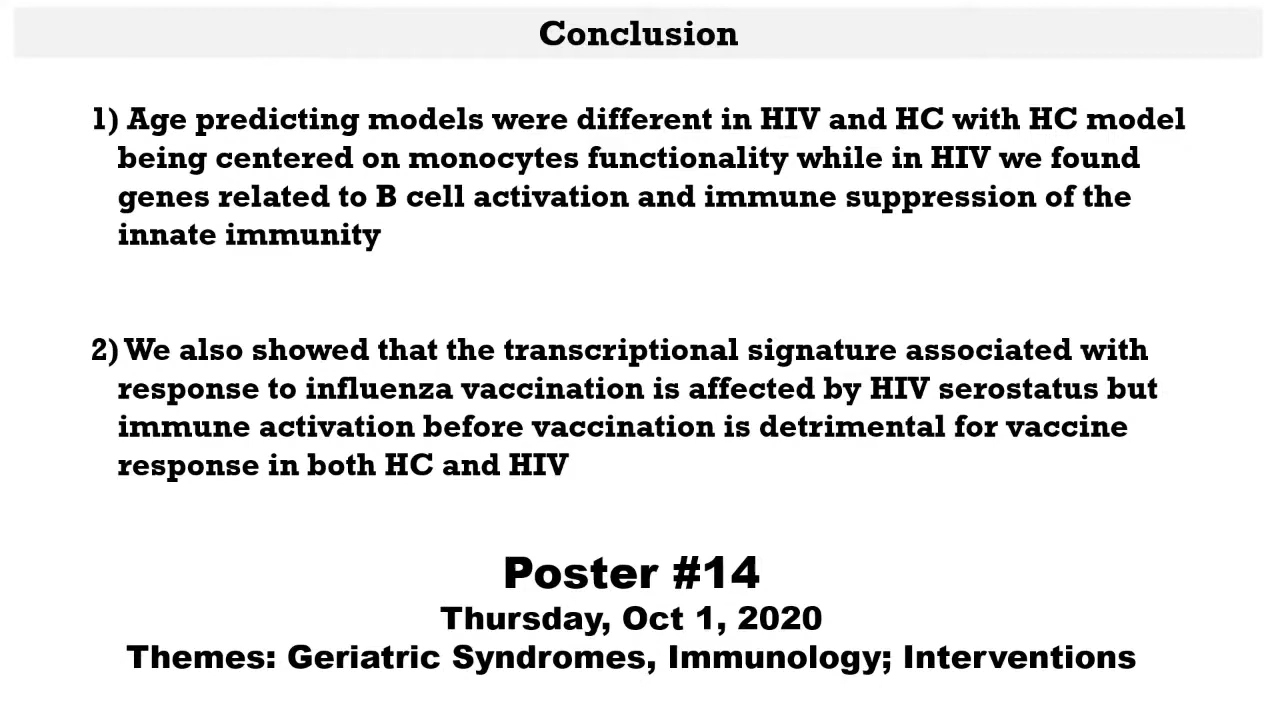 Conclusion
1) Age predicting models were different in HIV and HC with HC model
being centered on monocytes functionality while in HIV we found
genes related to B cell activation and immune suppression of the
innate immunity
2) We also showed that the transcriptional signature associated with
response to influenza vaccination is affected by HIV serostatus but
immune activation before vaccination is detrimental for vaccine
response in both HC and HIV
Poster #14
Thursday, Oct 1, 2020
Themes: Geriatric Syndromes, Immunology; Interventions